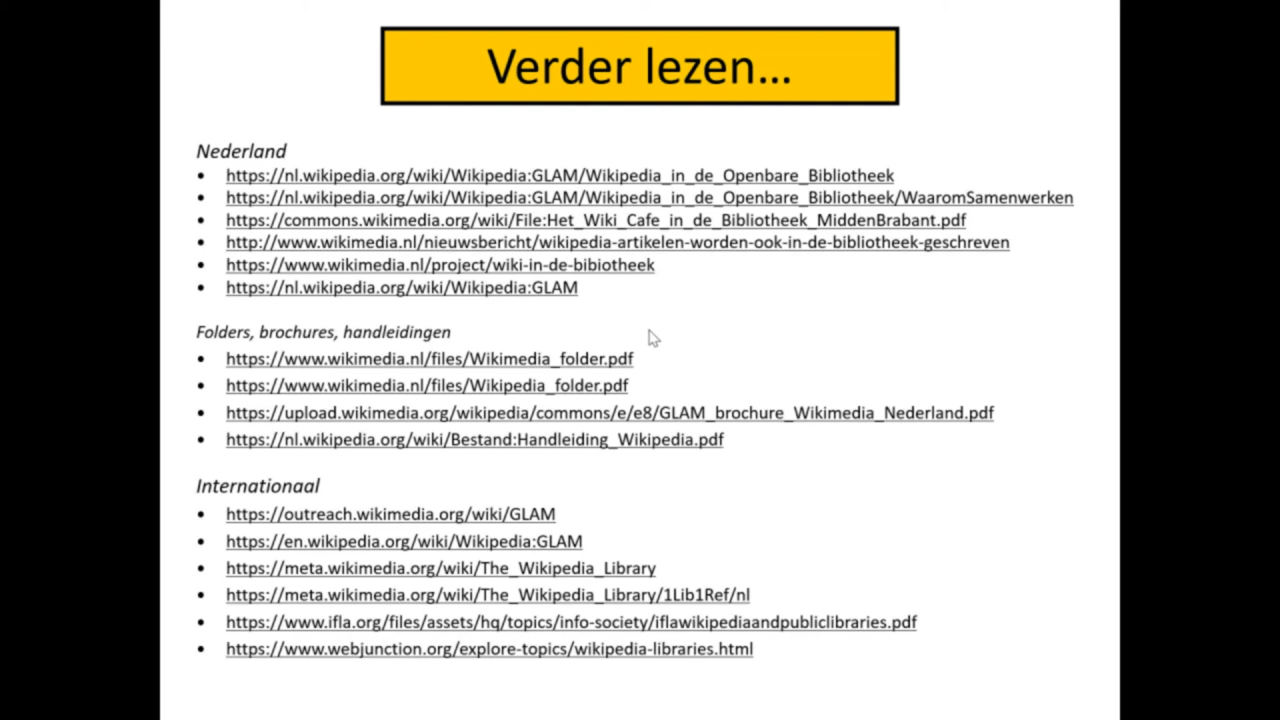 Verder lezen...
Nederland
• https://nl.wikipedia.org/wiki/Wikipedia:GLAM/Wikipedia_in_de_Openbare_Bibliotheek
• https://nl.wikipedia.org/wiki/Wikipedia:GLAM/Wikipedia_in_de_Openbare_Bibliotheek/WaaromSamenwerken
• https://commons.wikimedia.org/wiki/File:Het_Wiki_Cafe_in_de_Bibliotheek_MiddenBrabant.pdf
• http://www.wikimedia.nl/nieuwsbericht/wikipedia-artikelen-worden-ook-in-de-bibliotheek-geschreven
• https://www.wikimedia.nl/project/wiki-in-de-bibiotheek
• https://nl.wikipedia.org/wiki/Wikipedia:GLAM
Folders, brochures, handleidingen
• https://www.wikimedia.nl/files/Wikimedia_folder.pdf
• https://www.wikimedia.nl/files/Wikipedia_folder.pdf
• https://upload.wikimedia.org/wikipedia/commons/e/e8/GLAM_brochure_Wikimedia_Nederland.pdf
• https://nl.wikipedia.org/wiki/Bestand:Handleiding_Wikipedia.pdf
Internationaal
• https://outreach.wikimedia.org/wiki/GLAM
• https://en.wikipedia.org/wiki/Wikipedia:GLAM
• https://meta.wikimedia.org/wiki/The_Wikipedia_Library
• https://meta.wikimedia.org/wiki/The_Wikipedia_Library/1Lib1Ref/nl
• https://www.ifla.org/files/assets/hq/topics/info-society/iflawikipediaandpubliclibraries.pdf
• https://www.webjunction.org/explore-topics/wikipedia-libraries.html